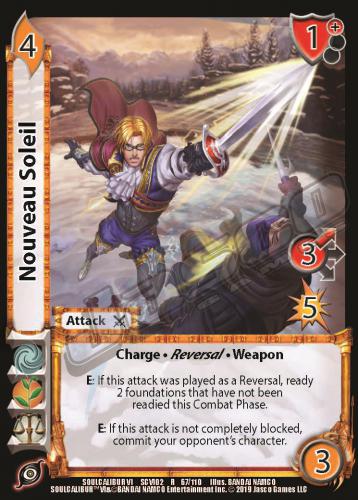 4
1
+
Nouveau Soleil
3
5
Attack
Charge • Reversal • Weapon
E: If this attack was played as a Reversal, ready
2 foundations that have not been
readied this Combat Phase.
E: If this attack is not completely blocked,
commit your opponent's character.
3
SOULCALIBUR VI SCVI02 R 67/110 Illus. BANDAI NAMCO
SOULCALIBUR™VI&©BANDAI NAMCO Entertainment Inc. ©2019 Jasco Games LLC